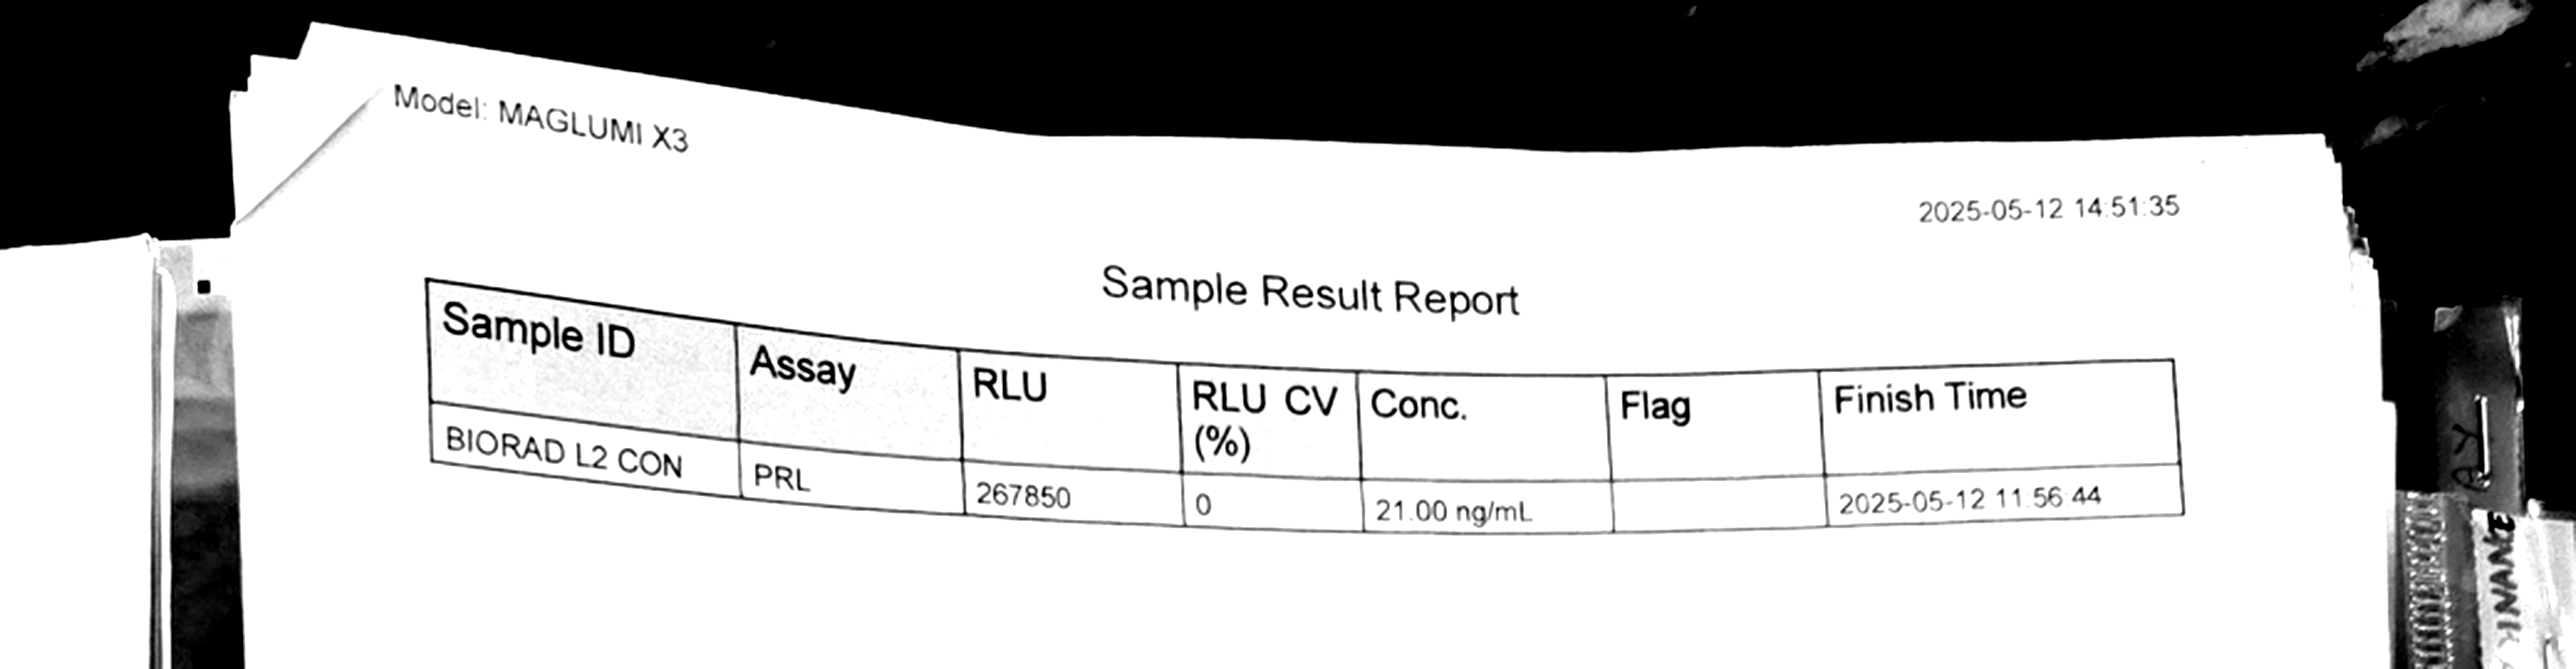 Model: MAGLUMI X3
2025-05-12 14:51:35
Sample Result Report
Sample ID Assay RLU RLU CV (%) Conc. Flag Finish Time
BIORAD L2 CON PRL 267850 0 21.00 ng/mL 2025-05-12 11:56:44